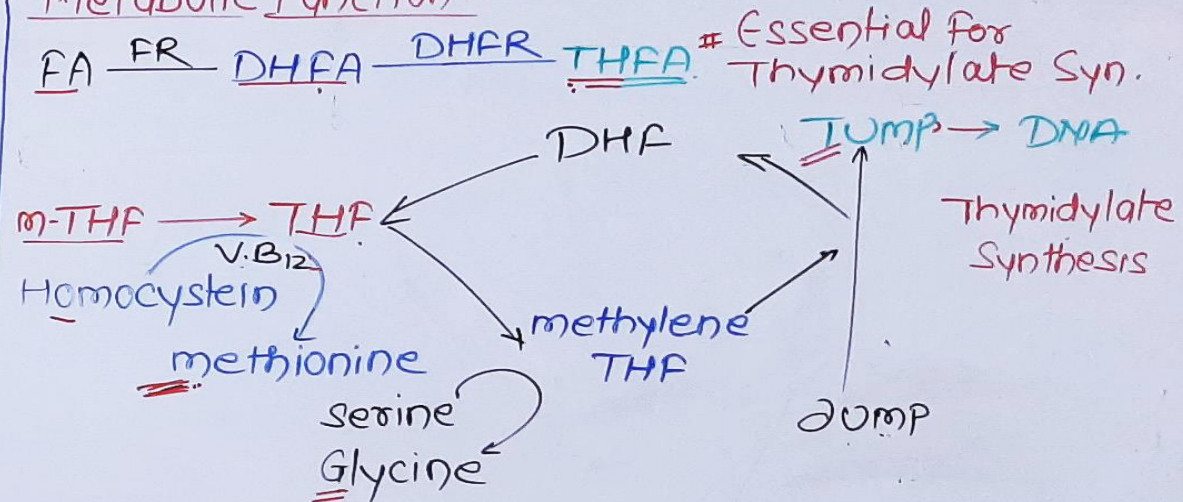 Metabolic Function
FA FR DHFA DHFR THFA # Essential For
Thymidylate Syn.
DHF
TUMP → DNA
m-THF → THF
Thymidylate
Synthesis
V.B12
Homocystein
methionine
methylene
THF
serine
Glycine
dUMP